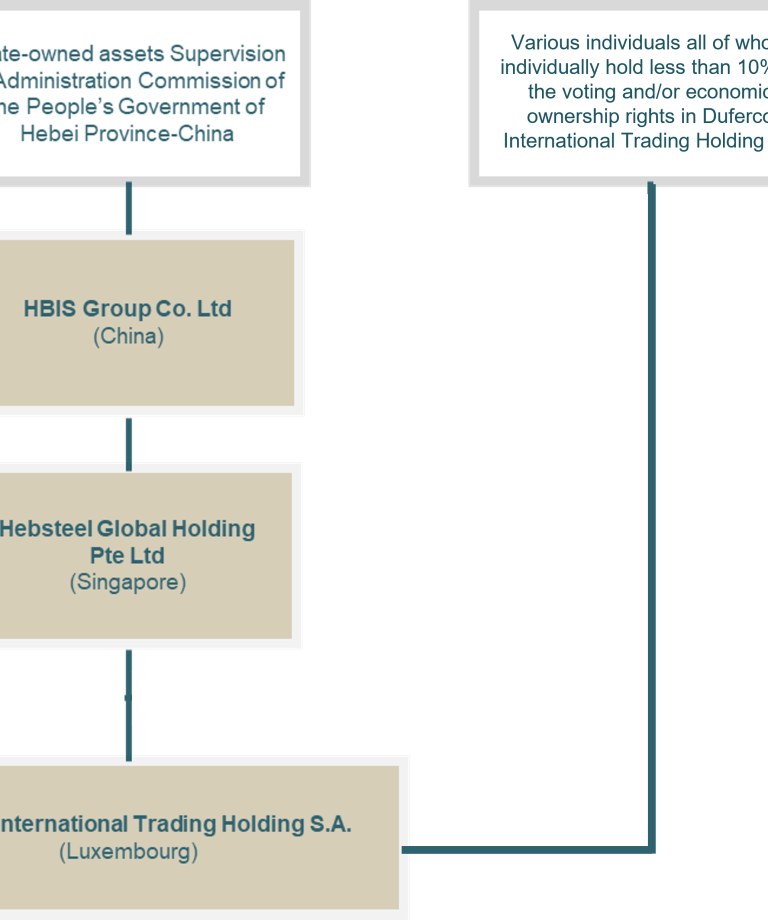 ate-owned assets Supervision
Administration Commission of
he People’s Government of
Hebei Province-China
Various individuals all of who
individually hold less than 10%
the voting and/or economic
ownership rights in Duferco
International Trading Holding
HBIS Group Co. Ltd
(China)
Hebsteel Global Holding
Pte Ltd
(Singapore)
nternational Trading Holding S.A.
(Luxembourg)